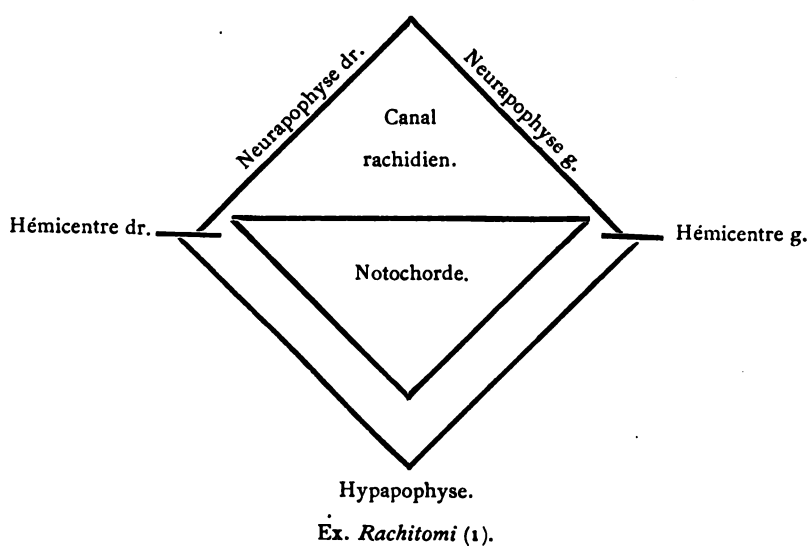 Neurapophyse dr.
Neurapophyse g.
Canal
rachidien.
Hémicentre dr.
Hémicentre g.
Notochorde.
Hypapophyse.
Ex. Rachitomi (1).